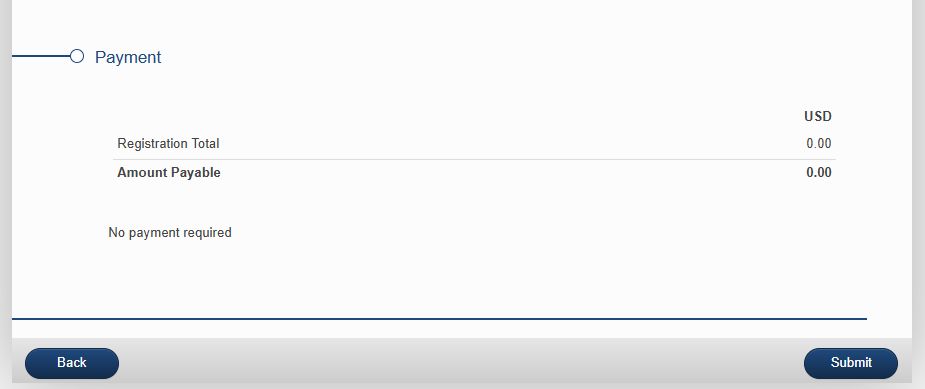 Payment
USD
Registration Total 0.00
Amount Payable 0.00
No payment required
Back Submit